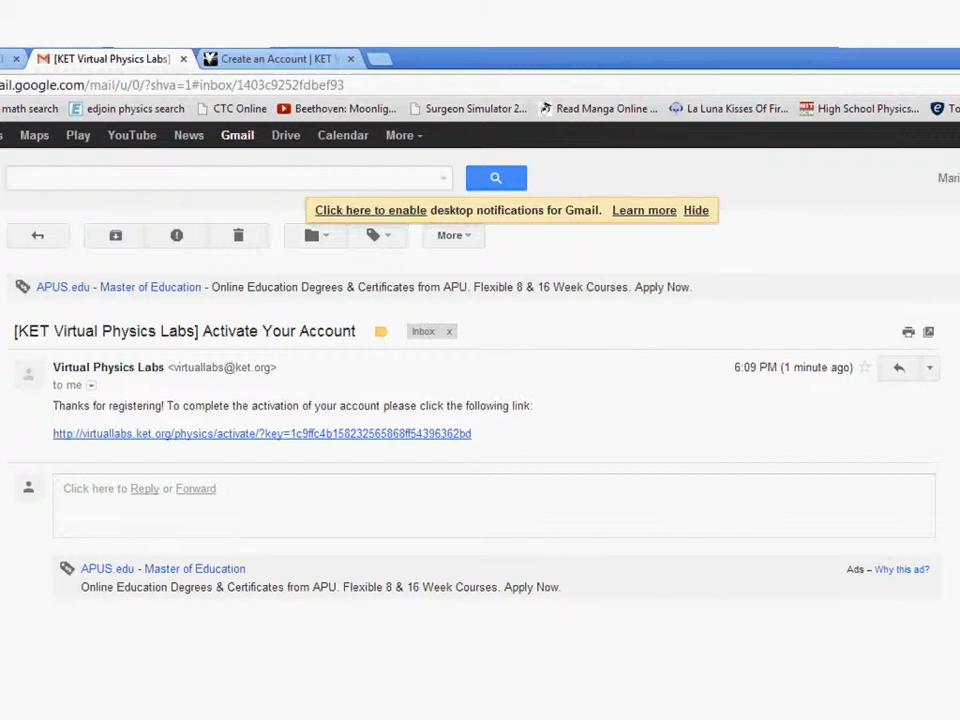 [KET Virtual Physics Labs] × Create an Account | KET ×
ail.google.com/mail/u/0/?shva=1#inbox/1403c9252fdbef93
math search edjoin physics search CTC Online Beethoven: Moonlig... Surgeon Simulator 2... Read Manga Online ... La Luna Kisses Of Fir... High School Physics... To
Maps Play YouTube News Gmail Drive Calendar More
Mari
Click here to enable desktop notifications for Gmail. Learn more Hide
More
APUS.edu - Master of Education - Online Education Degrees & Certificates from APU. Flexible 8 & 16 Week Courses. Apply Now.
[KET Virtual Physics Labs] Activate Your Account Inbox x
Virtual Physics Labs <virtuallabs@ket.org> 6:09 PM (1 minute ago)
to me
Thanks for registering! To complete the activation of your account please click the following link:
http://virtuallabs.ket.org/physics/activate/?key=1c9ffc4b158232565868ff54396362bd
Click here to Reply or Forward
APUS.edu - Master of Education Ads – Why this ad?
Online Education Degrees & Certificates from APU. Flexible 8 & 16 Week Courses. Apply Now.